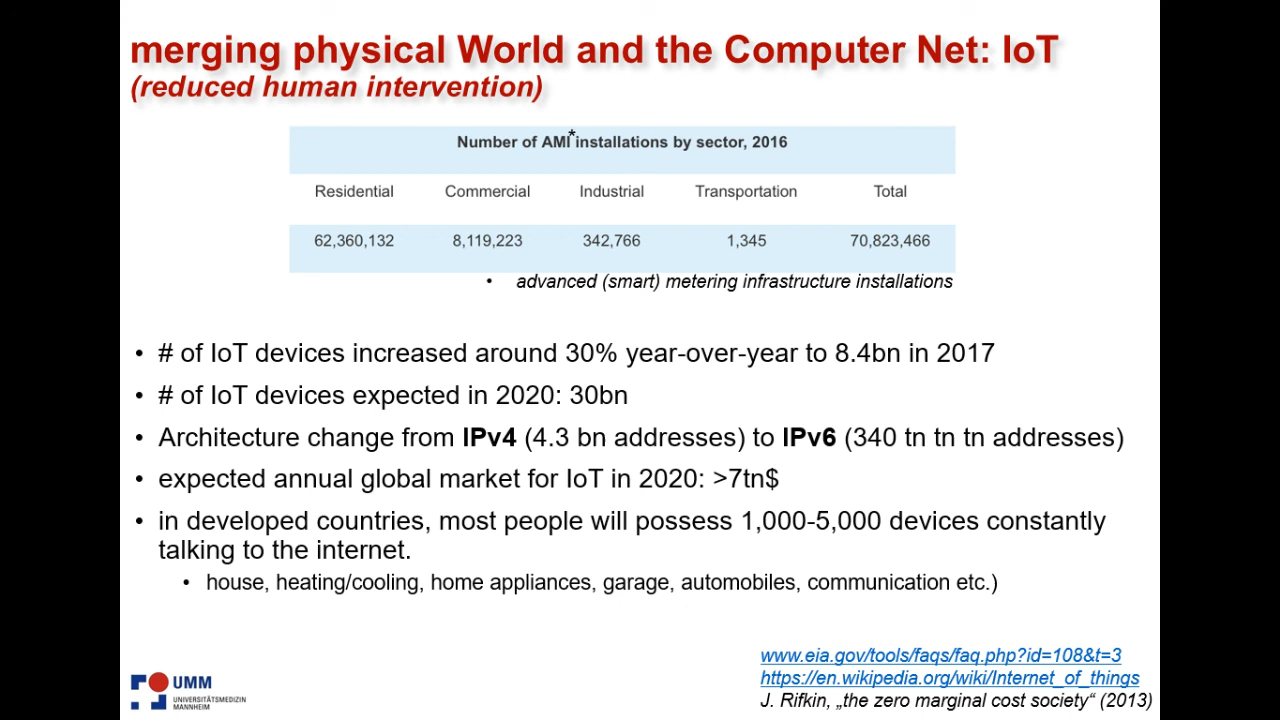 merging physical World and the Computer Net: IoT
(reduced human intervention)
Number of AMI* installations by sector, 2016
Residential Commercial Industrial Transportation Total
62,360,132 8,119,223 342,766 1,345 70,823,466
• advanced (smart) metering infrastructure installations
• # of IoT devices increased around 30% year-over-year to 8.4bn in 2017
• # of IoT devices expected in 2020: 30bn
• Architecture change from IPv4 (4.3 bn addresses) to IPv6 (340 tn tn tn addresses)
• expected annual global market for IoT in 2020: >7tn$
• in developed countries, most people will possess 1,000-5,000 devices constantly
talking to the internet.
• house, heating/cooling, home appliances, garage, automobiles, communication etc.)
www.eia.gov/tools/faqs/faq.php?id=108&t=3
https://en.wikipedia.org/wiki/Internet_of_things
J. Rifkin, „the zero marginal cost society“ (2013)
UMM
UNIVERSITÄTSMEDIZIN
MANNHEIM